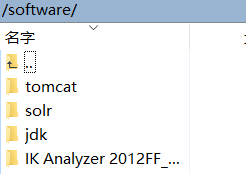 /software/
名字
..
tomcat
solr
jdk
IK Analyzer 2012FF_...